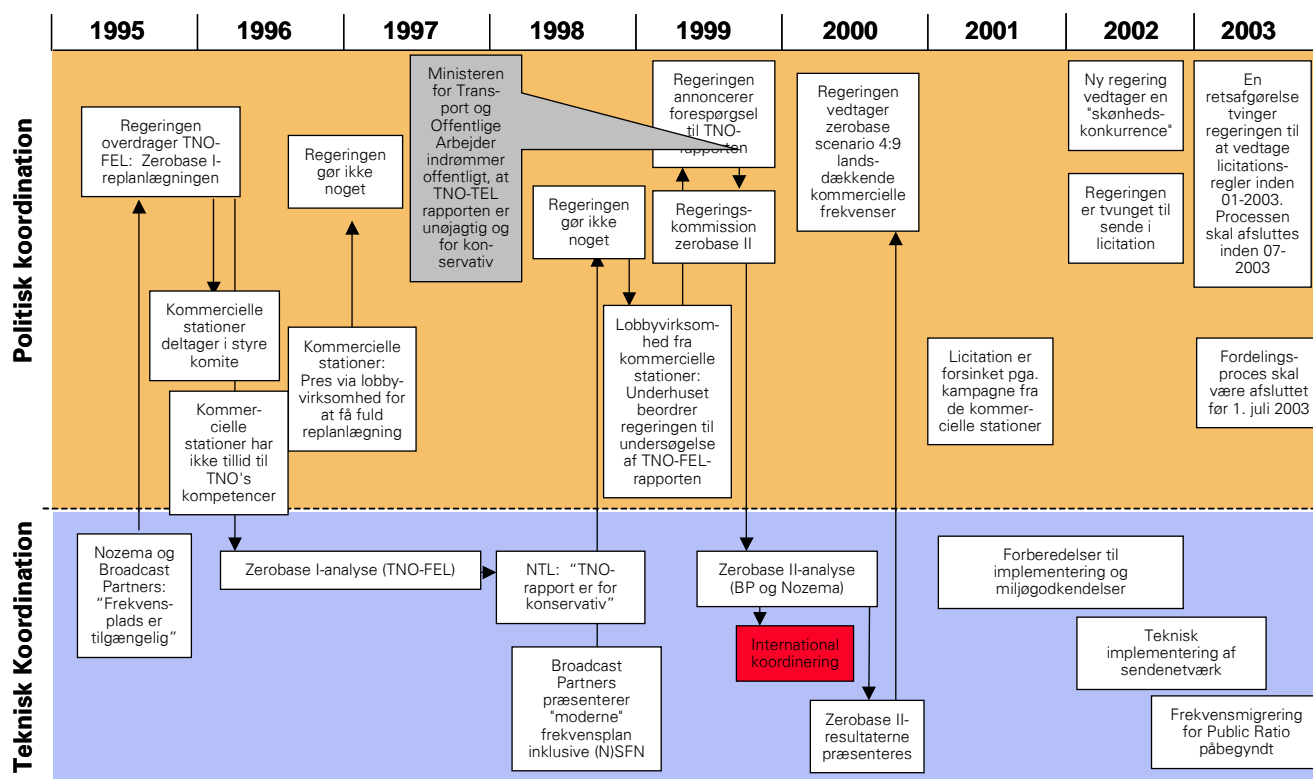 1995 1996 1997 1998 1999 2000 2001 2002 2003
Politisk koordination
Regeringen
overdrager TNO-
FEL: Zerobase I-
replanlægningen
Kommercielle
stationer
deltager i styre
komite
Kommer-
cielle
stationer har
ikke tillid til
TNO's
kompetencer
Regeringen
gør ikke
noget
Kommercielle
stationer:
Pres via lobby-
virksomhed for
at få fuld
replanlægning
Ministeren
for Trans-
port og
Offentlige
Arbejder
indrømmer
offentligt, at
TNO-TEL
rapporten er
unøjagtig og
for kon-
servativ
Regeringen
gør ikke
noget
Lobbyvirksom-
hed fra
kommercielle
stationer:
Underhuset
beordrer
regeringen til
undersøgelse
af TNO-FEL-
rapporten
Regeringen
annoncerer
forespørgsel
til TNO-
rapporten
Regerings-
kommission
zerobase II
Regeringen
vedtager
zerobase
scenario 4:9
lands-
dækkende
kommercielle
frekvenser
Licitation er
forsinket pga.
kampagne fra
de kommer-
cielle stationer
Ny regering
vedtager en
"skønheds-
konkurrence"
Regeringen
er tvunget til
sende i
licitation
En
retsafgørelse
tvinger
regeringen til
at vedtage
licitations-
regler inden
01-2003.
Processen
skal afsluttes
inden 07-
2003
Fordelings-
proces skal
være afsluttet
før 1. juli 2003
Teknisk Koordination
Nozema og
Broadcast
Partners:
“Frekvens-
plads er
tilgængelig”
Zerobase I-analyse (TNO-FEL)
NTL: “TNO-
rapport er for
konservativ”
Broadcast
Partners
præsenterer
"moderne"
frekvensplan
inklusive (N)SFN
Zerobase II-analyse
(BP og Nozema)
International
koordinering
Zerobase II-
resultaterne
præsenteres
Forberedelser til
implementering og
miljøgodkendelser
Teknisk
implementering af
sendenetværk
Frekvensmigrering
for Public Ratio
påbegyndt